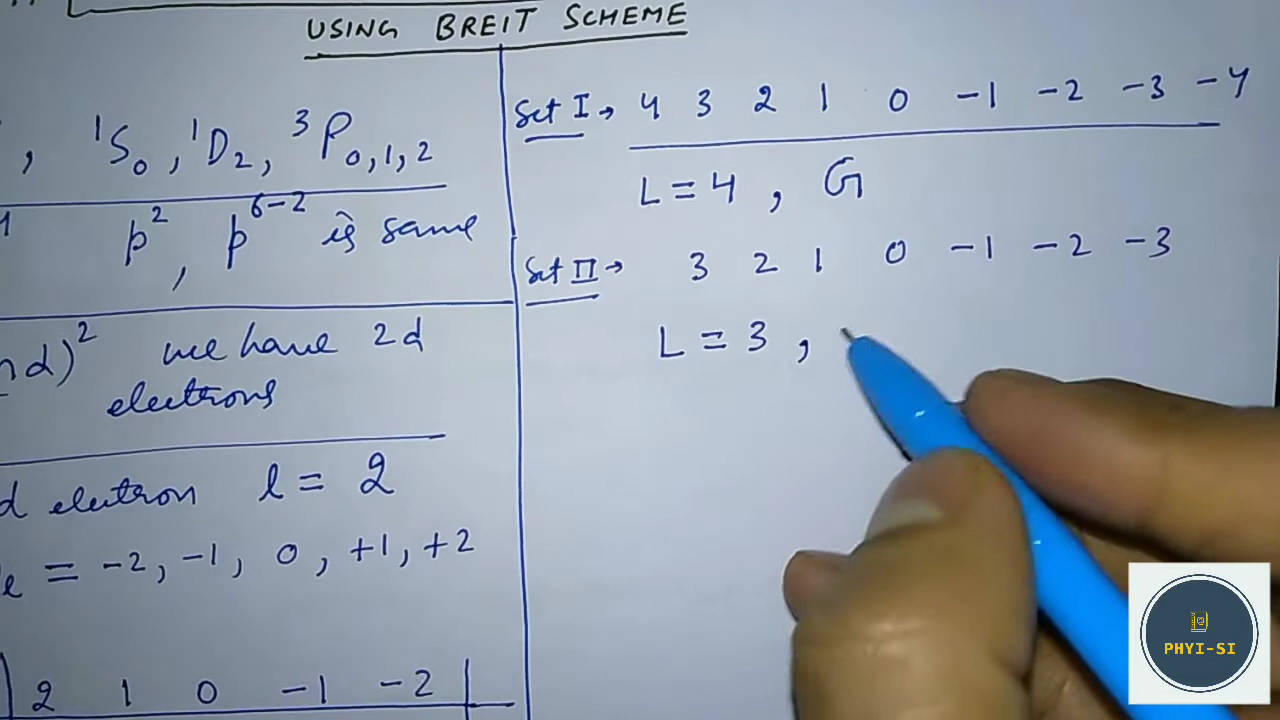 USING BREIT SCHEME
, ¹S₀, ¹D₂, ³P₀,₁,₂
p², p⁶⁻² is same
nd)² we have 2d
electrons
d electron l = 2
ₗ = -2, -1, 0, +1, +2
2 1 0 -1 -2
Set I → 4 3 2 1 0 -1 -2 -3 -4
L = 4, G
Set II → 3 2 1 0 -1 -2 -3
L = 3,
PHYI-SI